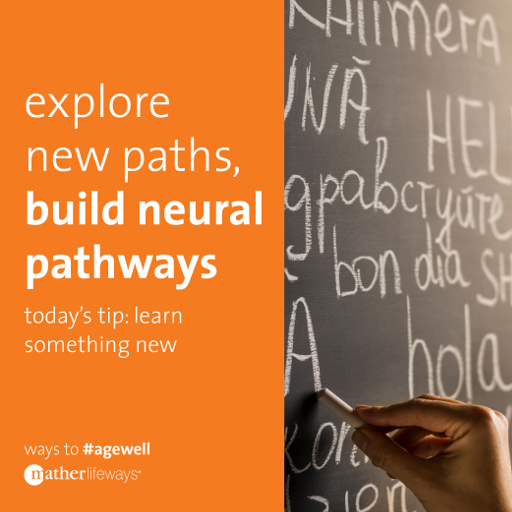 explore
new paths,
build neural
pathways
today's tip: learn
something new
ways to #agewell
matherlifeways®
kalimera
HEL
bon dia
hola